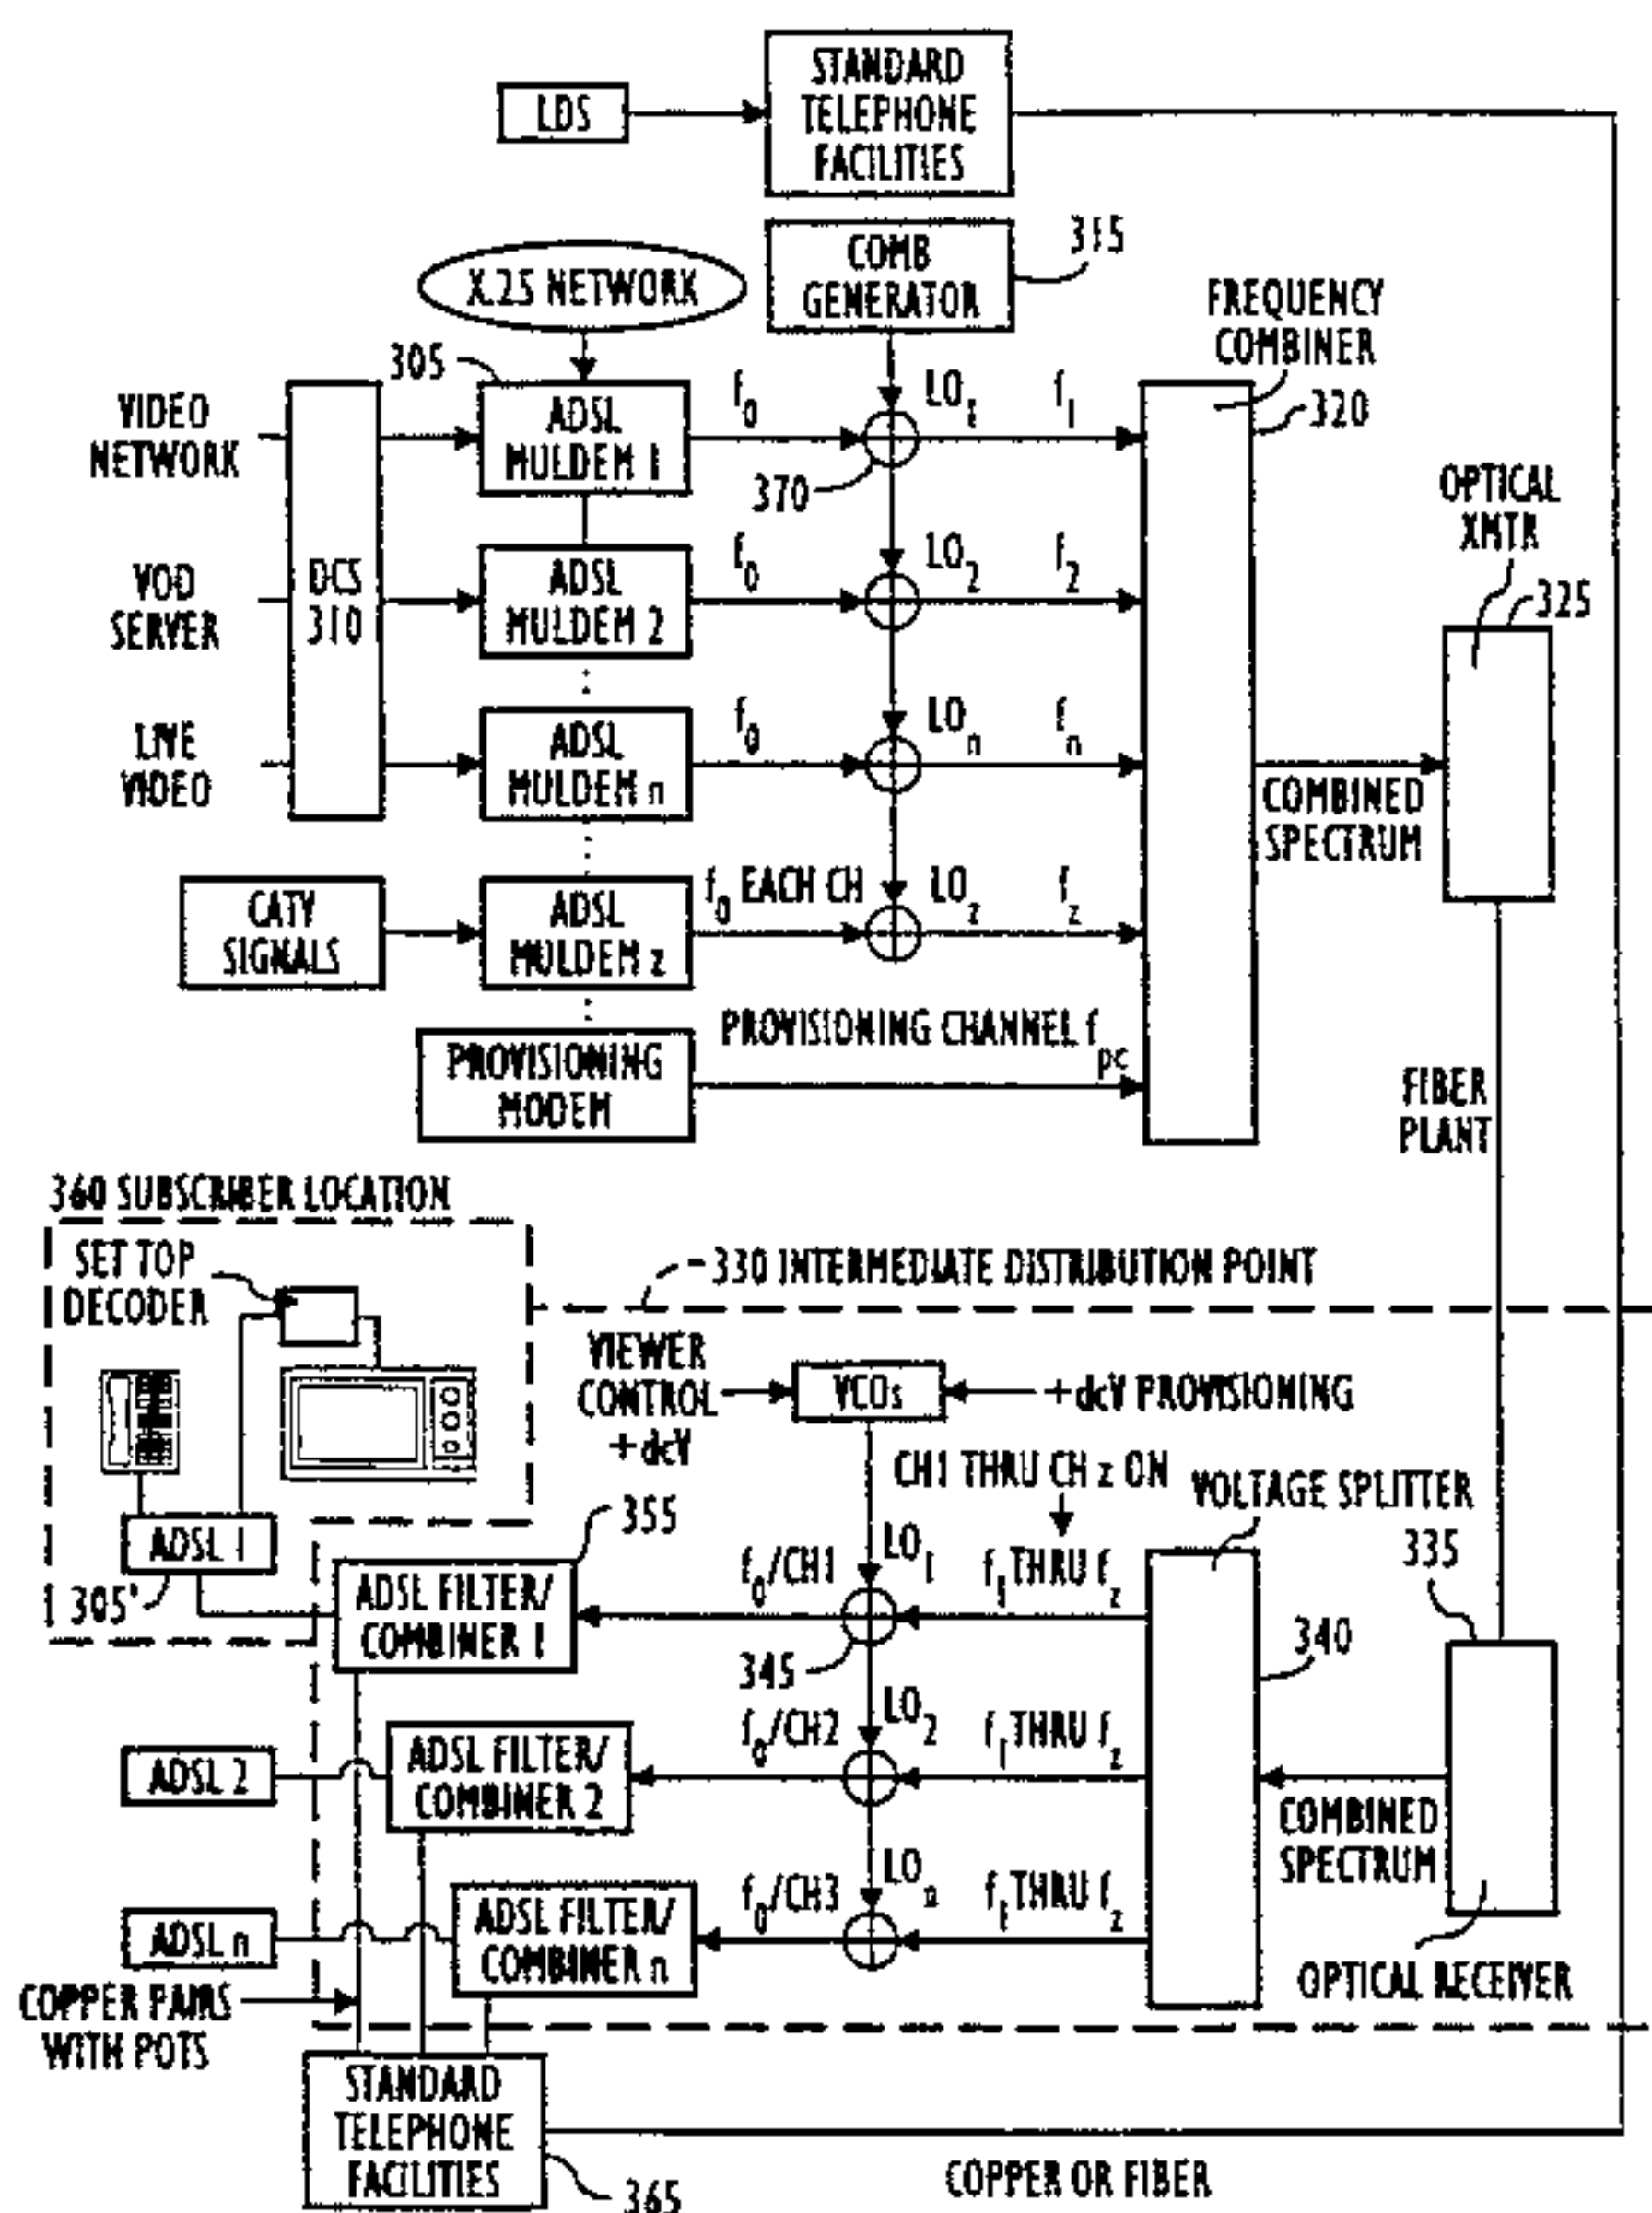 STANDARD
TELEPHONE
FACILITIES
LDS
COMB
GENERATOR
315
X.25 NETWORK
FREQUENCY
COMBINER
320
305
VIDEO
NETWORK
ADSL
MULDEM 1
f0
LO1
f1
370
OPTICAL
XMTR
325
VOD
SERVER
DCS
310
ADSL
MULDEM 2
f0
LO2
f2
LIVE
VIDEO
ADSL
MULDEM n
f0
LOn
fn
COMBINED
SPECTRUM
CATV
SIGNALS
ADSL
MULDEM z
f0 EACH CH
LOz
fz
PROVISIONING
MODEM
PROVISIONING CHANNEL fpc
FIBER
PLANT
360 SUBSCRIBER LOCATION
SET TOP
DECODER
330 INTERMEDIATE DISTRIBUTION POINT
VIEWER
CONTROL
+dcV
VCOs
+dcV PROVISIONING
CH1 THRU CH z ON
VOLTAGE SPLITTER
335
ADSL 1
305'
355
ADSL FILTER/
COMBINER 1
f0/CH1
LO1
f1 THRU fz
345
340
ADSL 2
ADSL FILTER/
COMBINER 2
f0/CH2
LO2
f1 THRU fz
COMBINED
SPECTRUM
ADSL n
ADSL FILTER/
COMBINER n
f0/CH3
LOn
f1 THRU fz
OPTICAL RECEIVER
COPPER PAIRS
WITH POTS
STANDARD
TELEPHONE
FACILITIES
365
COPPER OR FIBER